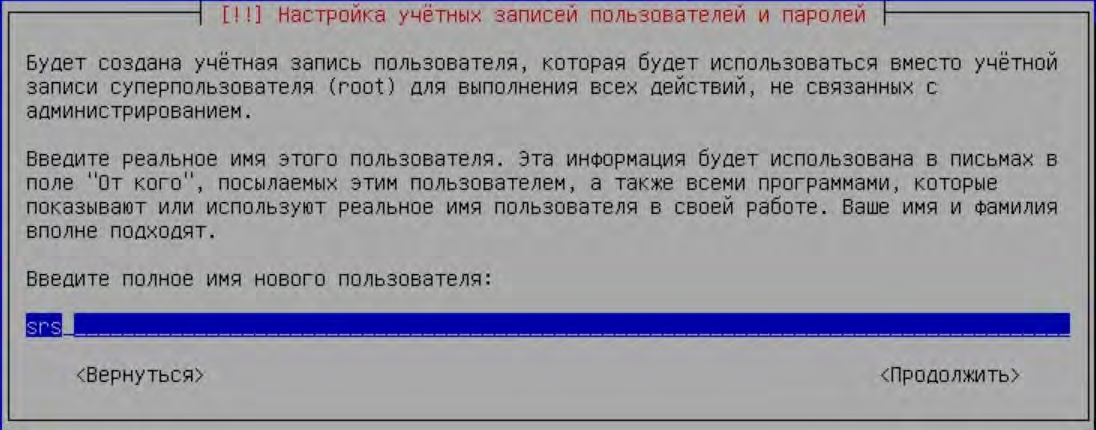 [!!] Настройка учётных записей пользователей и паролей
Будет создана учётная запись пользователя, которая будет использоваться вместо учётной
записи суперпользователя (root) для выполнения всех действий, не связанных с
администрированием.
Введите реальное имя этого пользователя. Эта информация будет использована в письмах в
поле "От кого", посылаемых этим пользователем, а также всеми программами, которые
показывают или используют реальное имя пользователя в своей работе. Ваше имя и фамилия
вполне подходят.
Введите полное имя нового пользователя:
srs
<Вернуться> <Продолжить>